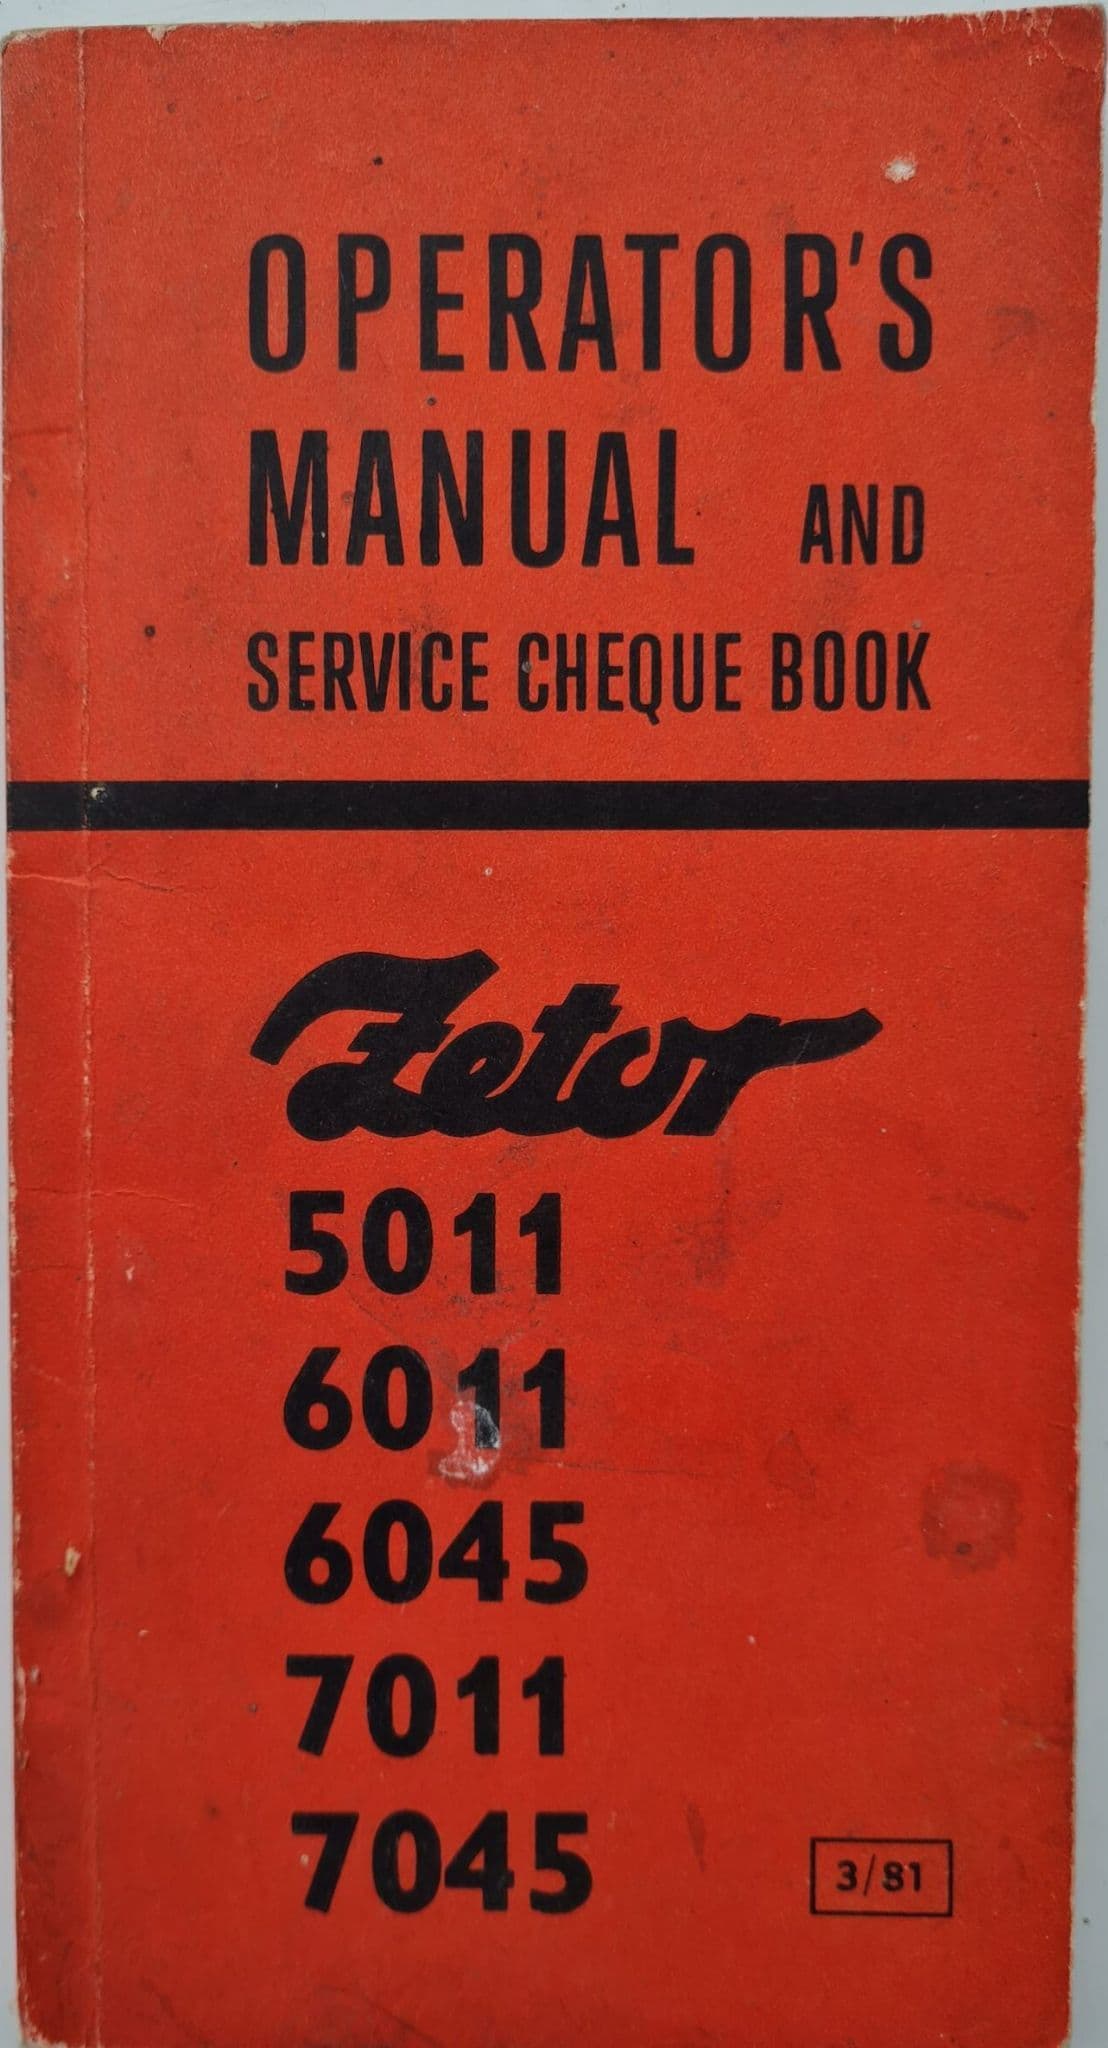 OPERATOR'S
MANUAL AND
SERVICE CHEQUE BOOK
Zetor
5011
6011
6045
7011
7045
3/81